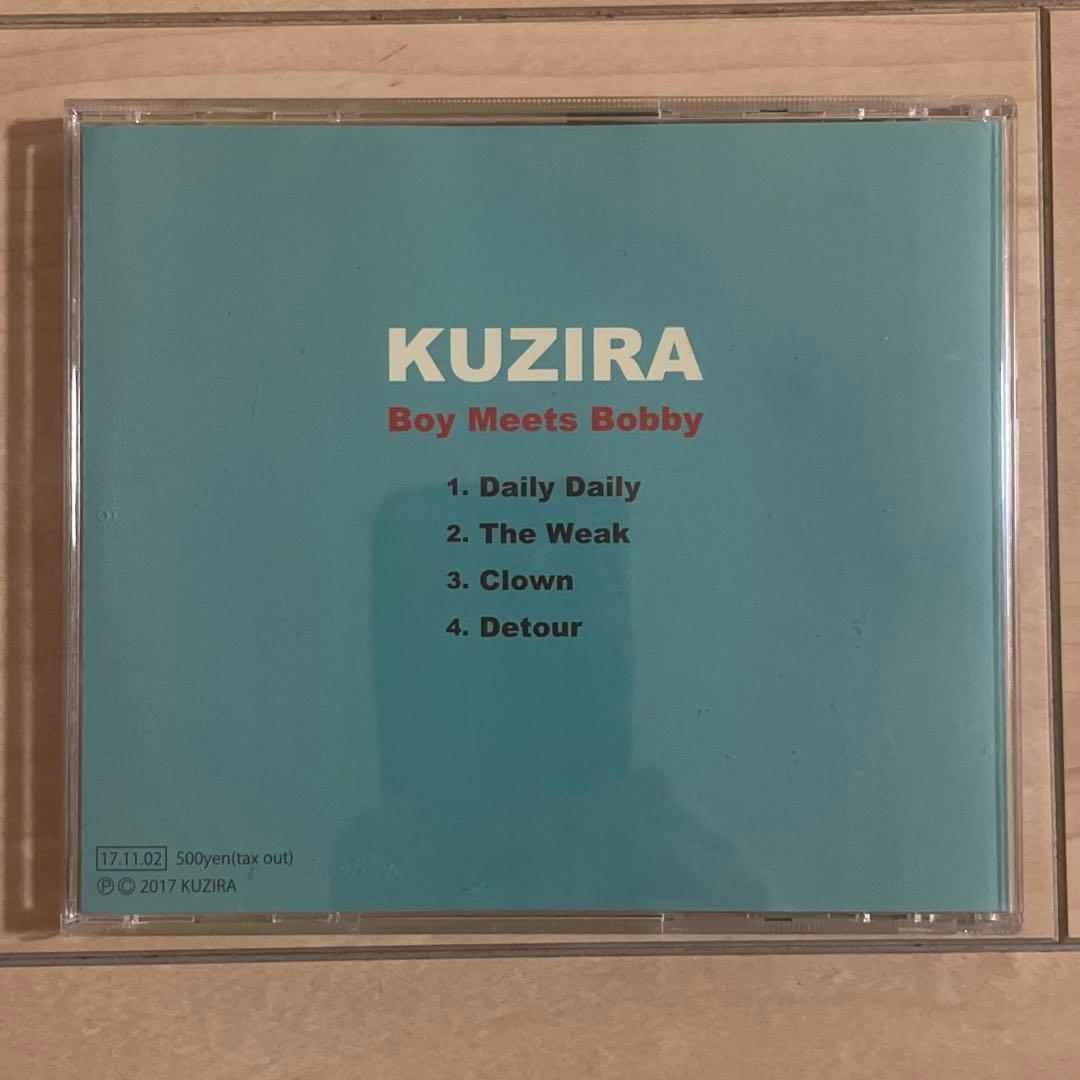 KUZIRA
Boy Meets Bobby
1. Daily Daily
2. The Weak
3. Clown
4. Detour
17.11.02 500yen(tax out)
Ⓟ Ⓒ 2017 KUZIRA